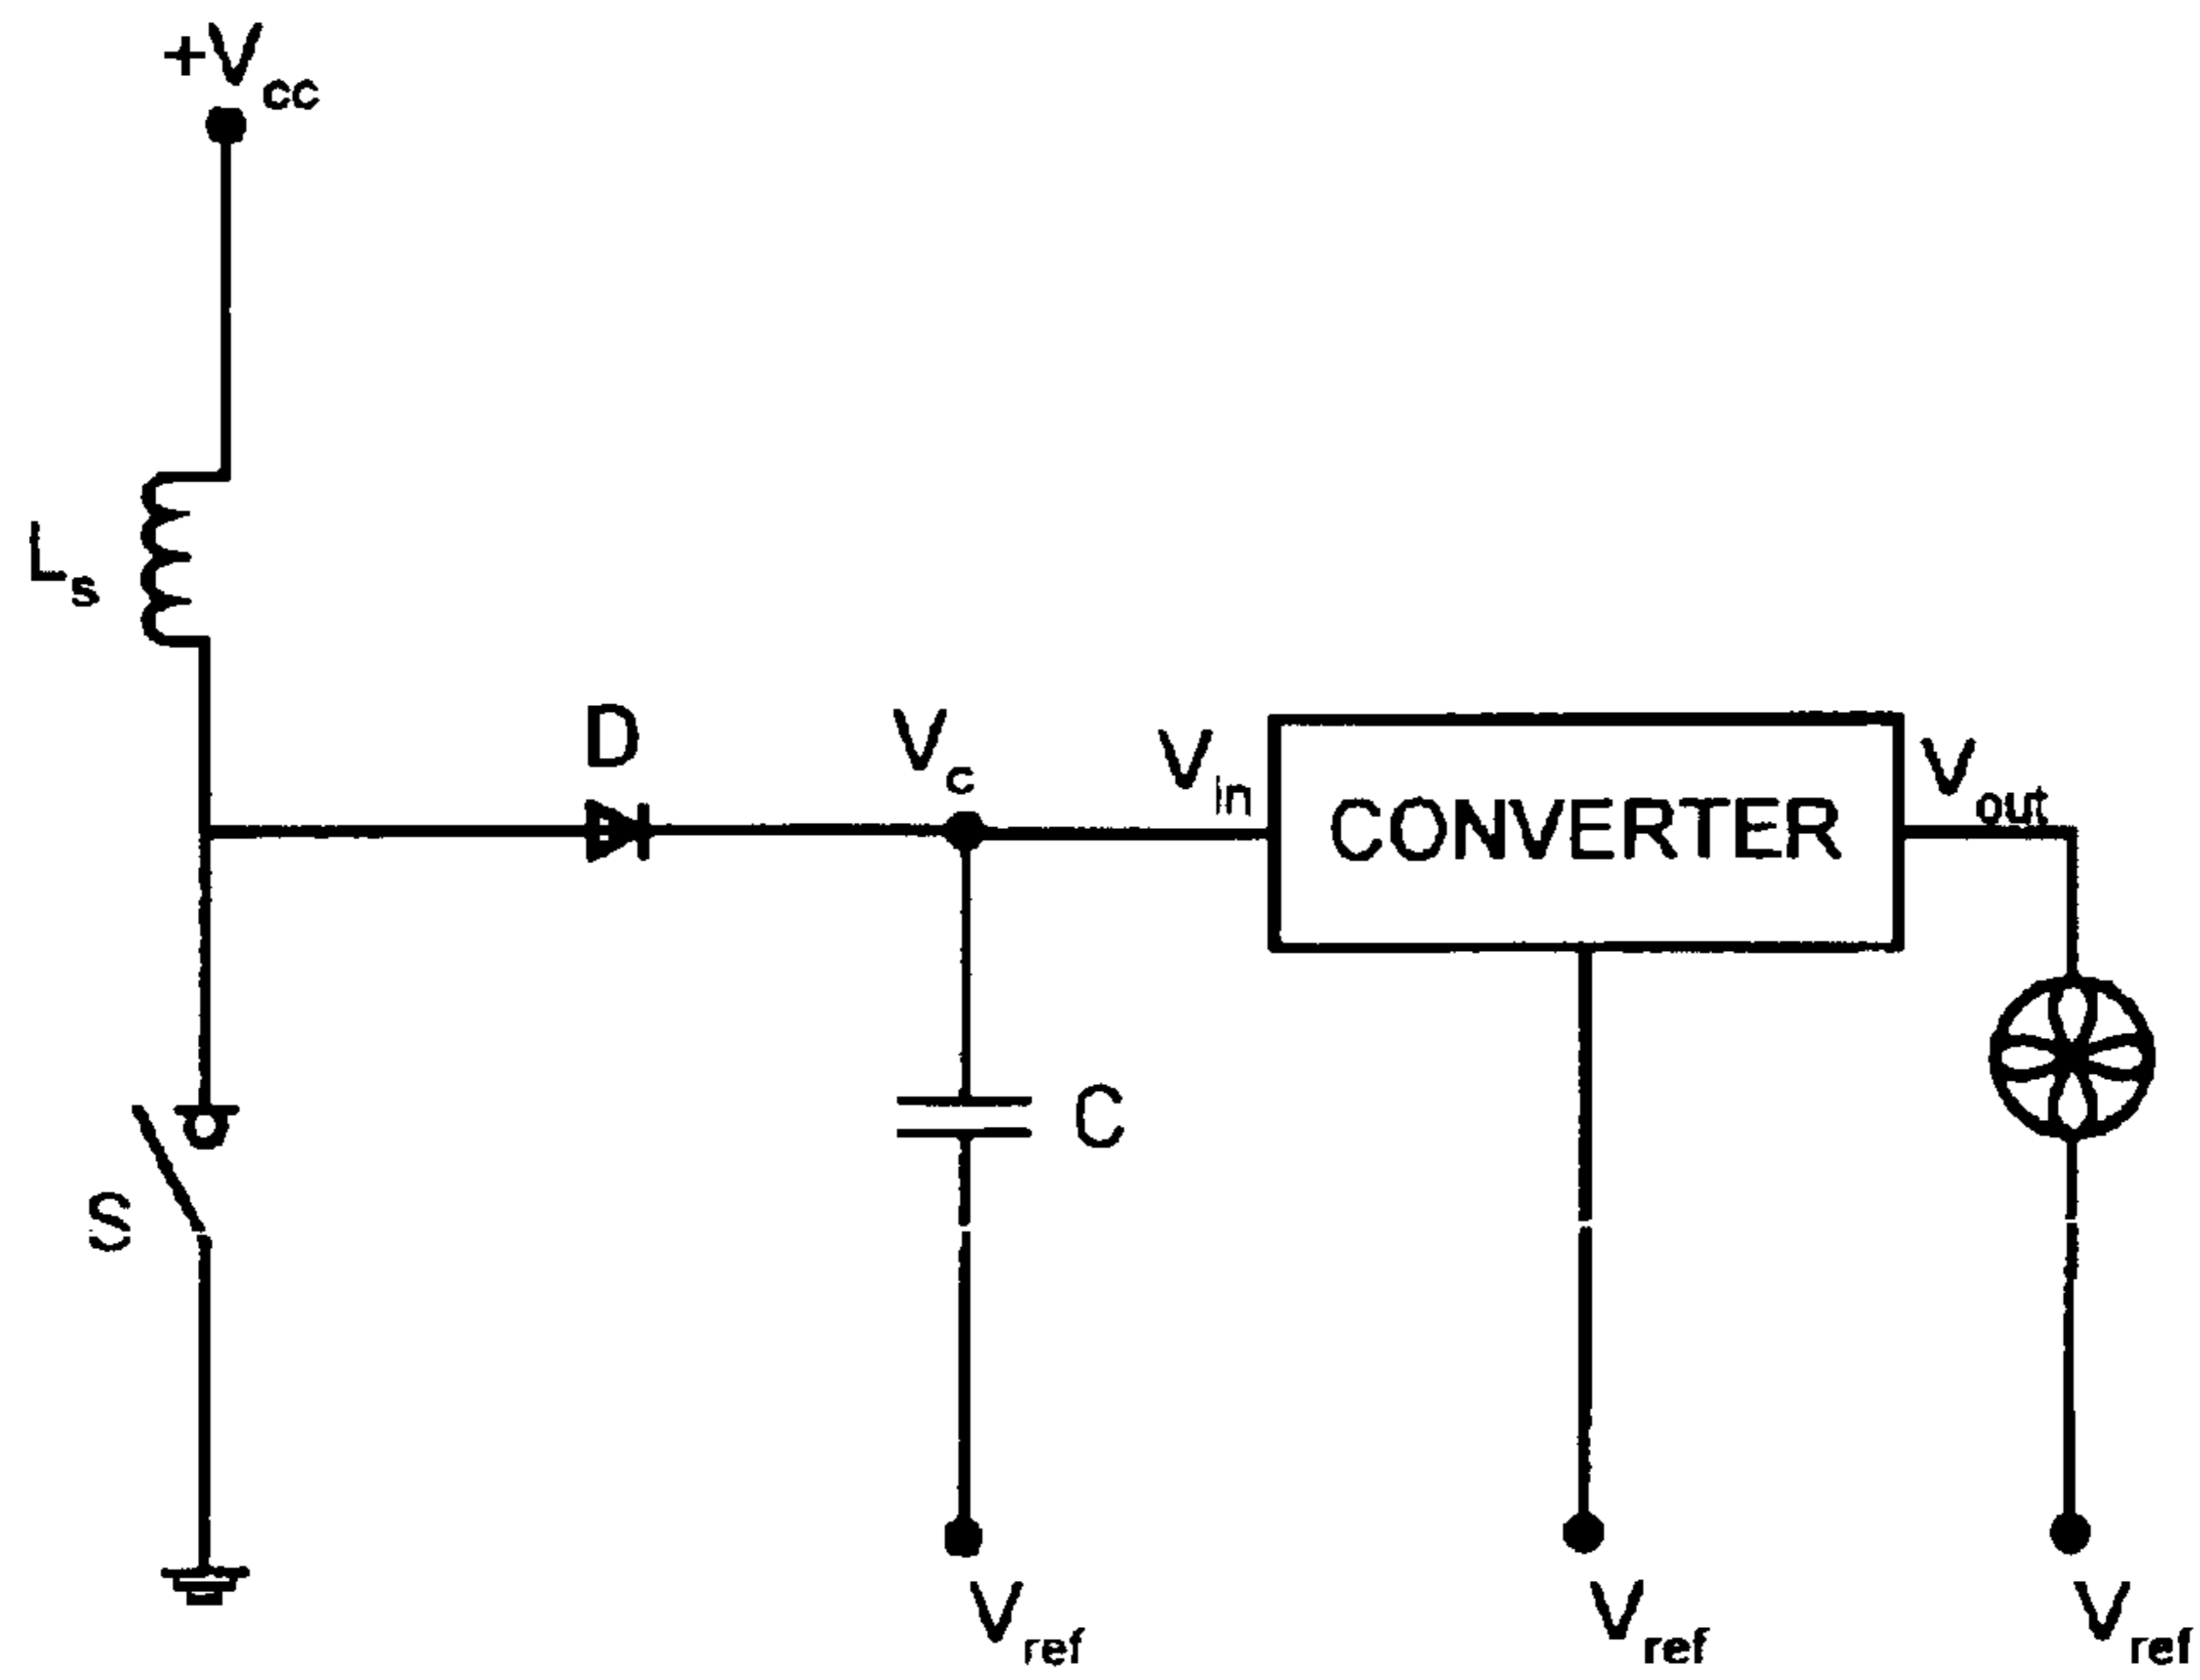 +Vcc
Ls
D
Vc
Vin
CONVERTER
Vout
C
S
Vref
Vref
Vref